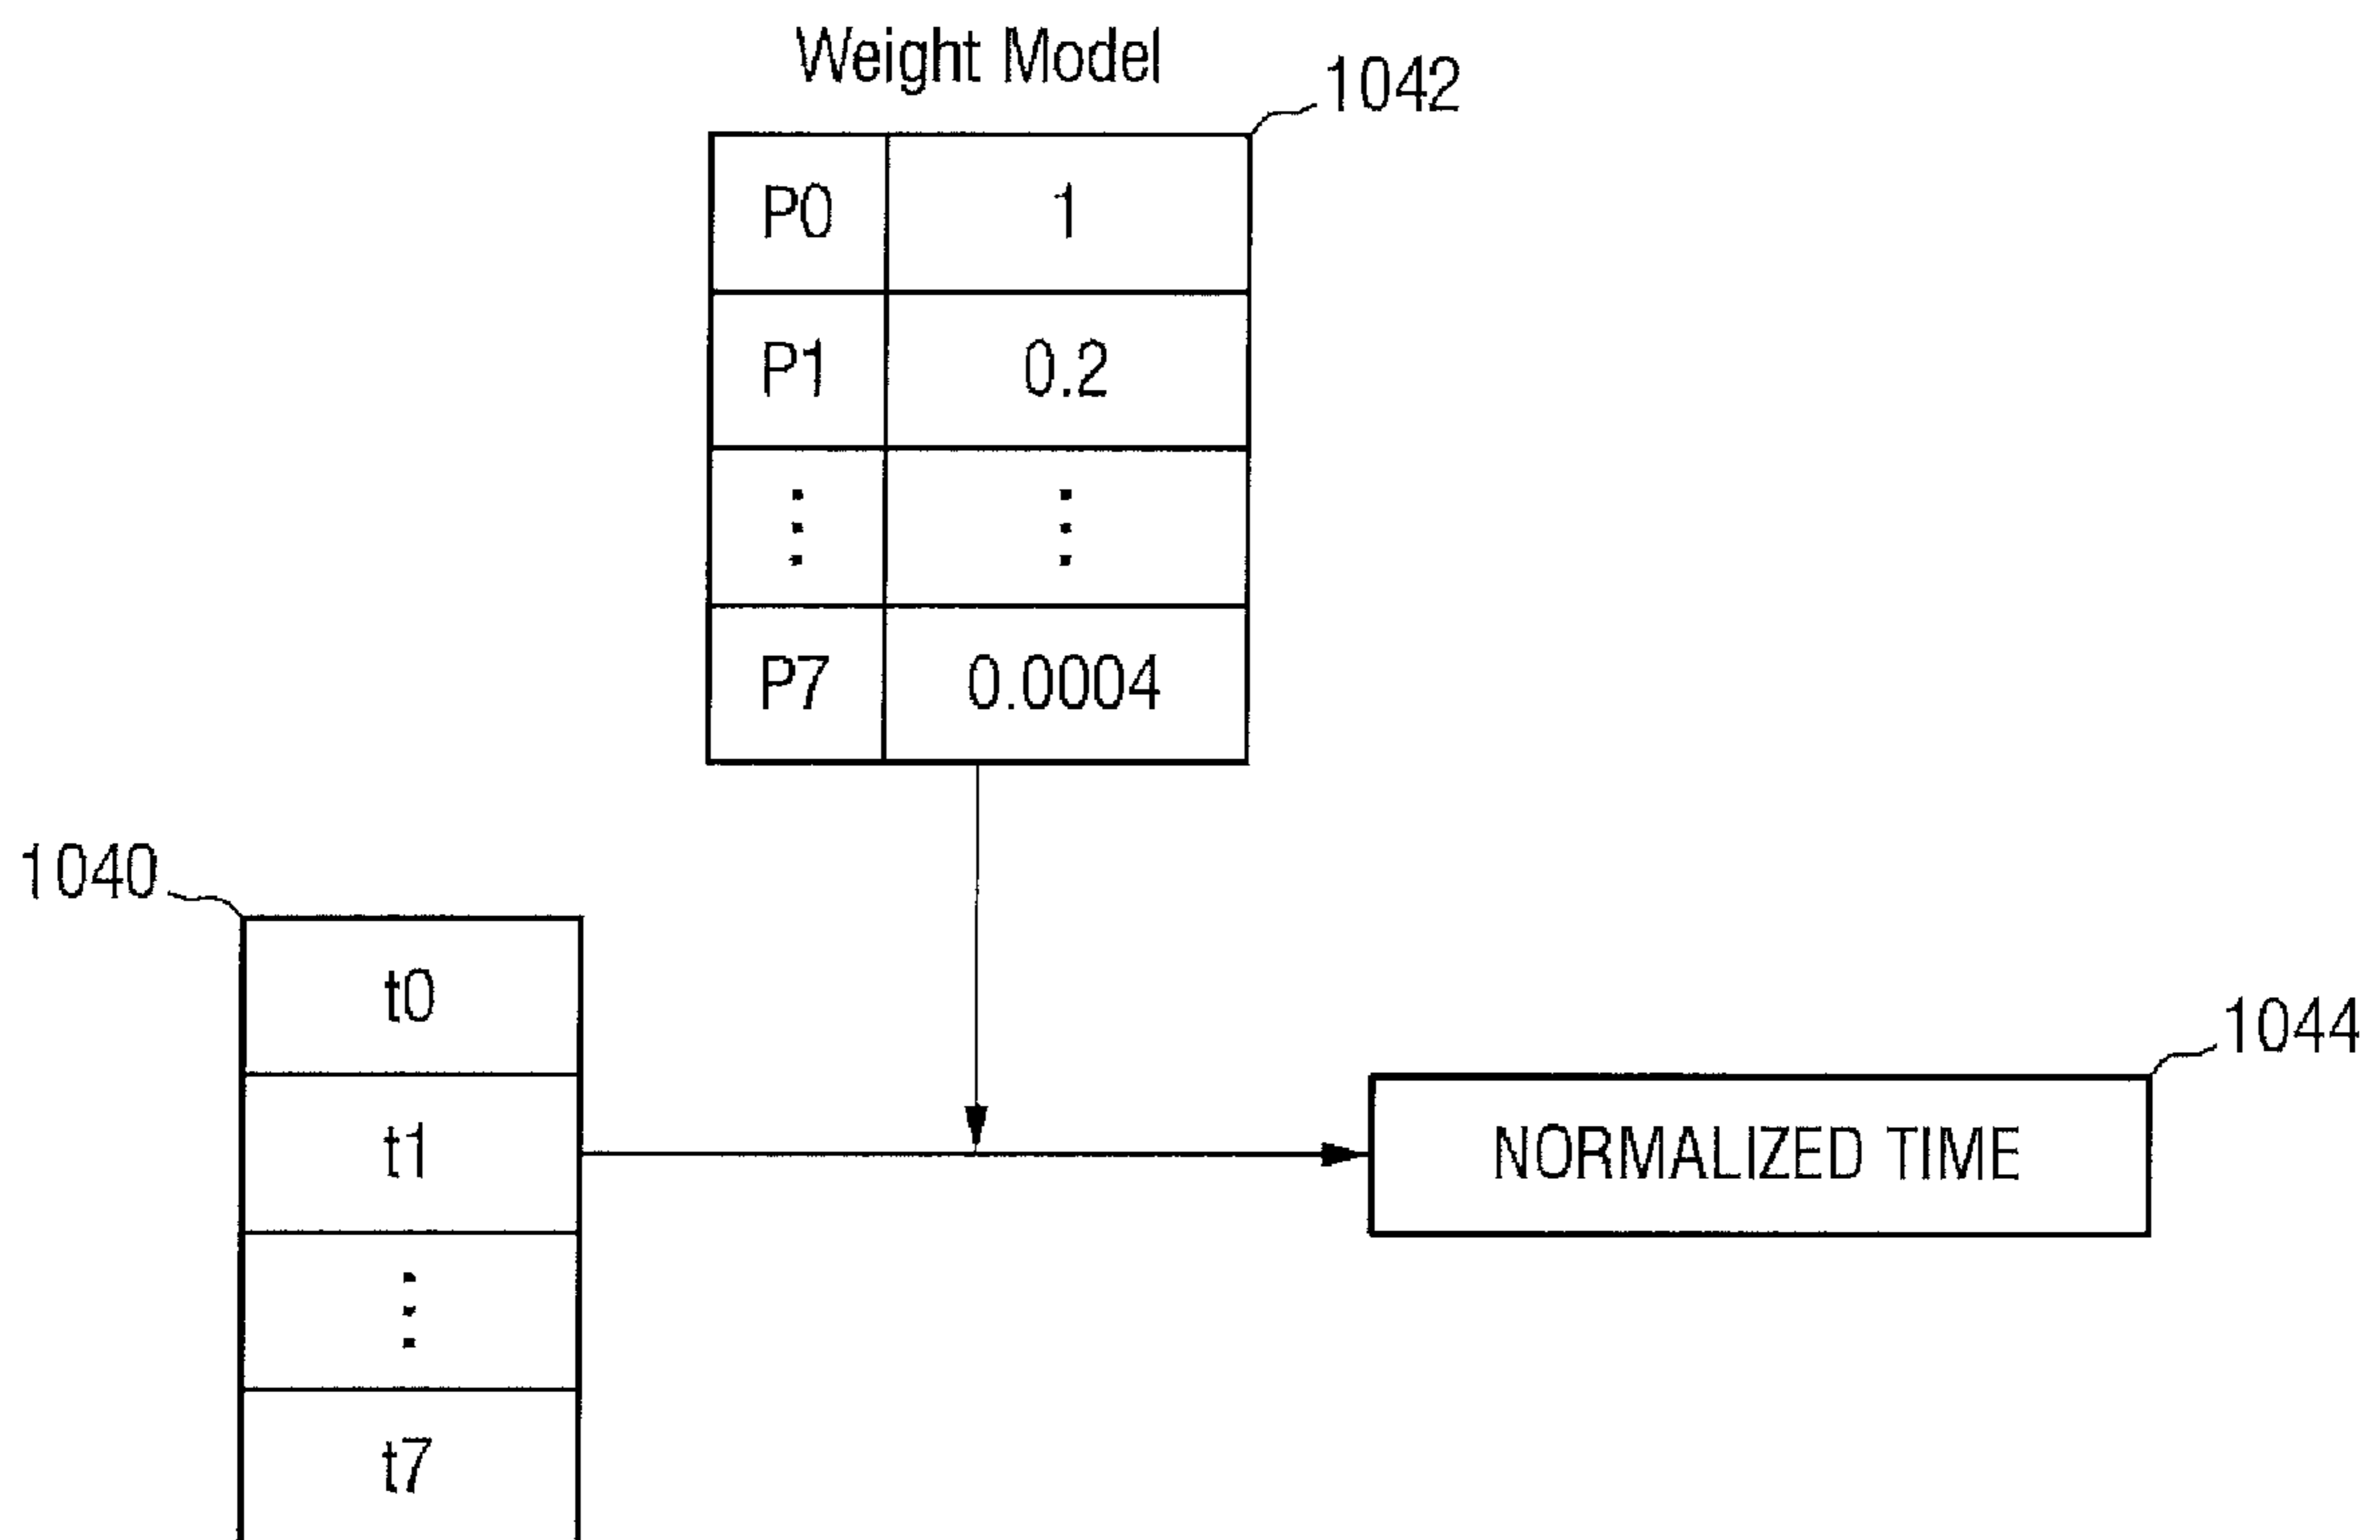 Weight Model
1042
P0 1
P1 0.2
⋮ ⋮
P7 0.0004
1040
t0
t1
⋮
t7
1044
NORMALIZED TIME